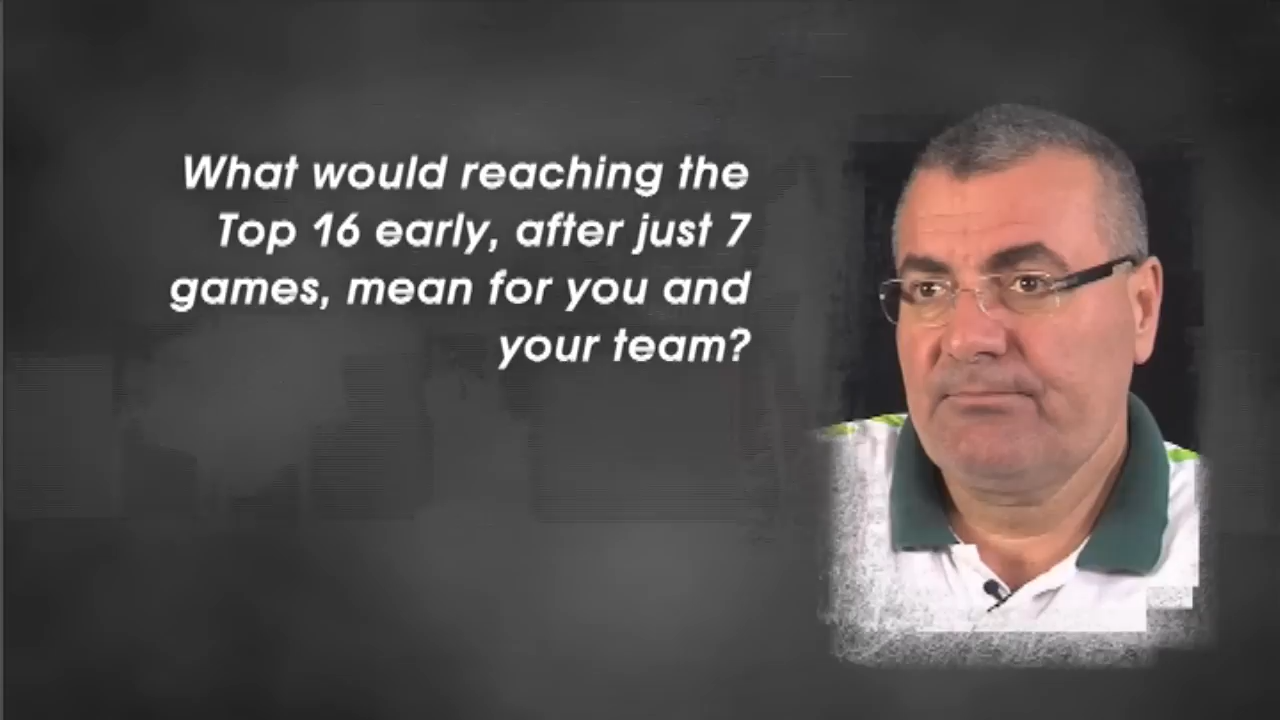 What would reaching the
Top 16 early, after just 7
games, mean for you and
your team?